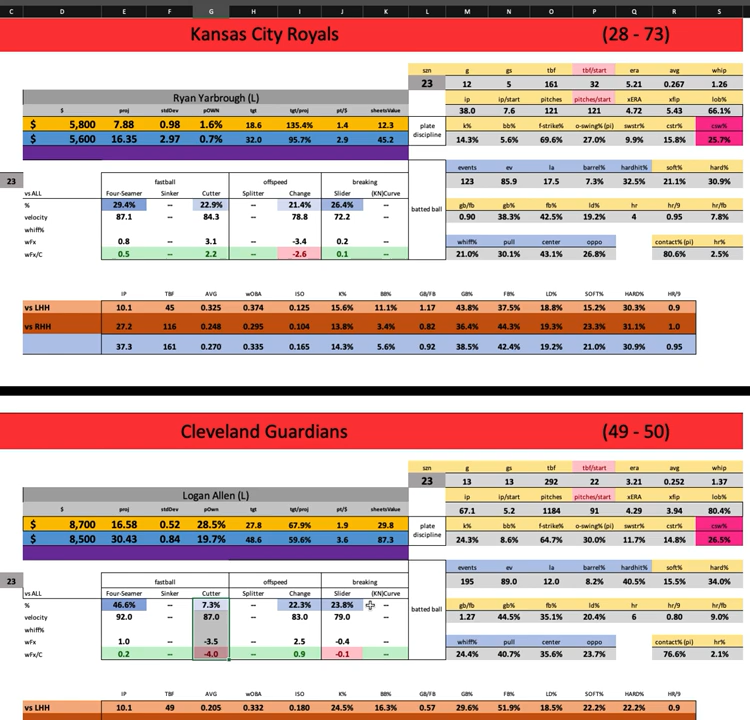 C D E F G H I J K L M N O P Q R S
Kansas City Royals (28 - 73)
szn g gs tbf tbf/start era avg whip
23 12 5 161 32 5.21 0.267 1.26
Ryan Yarbrough (L) ip ip/start pitches pitches/start xERA xfip lob%
$ proj stdDev pOWN tgt tgt/proj pt/$ sheetsValue 38.0 7.6 121 121 4.72 5.43 66.1%
$ 5,800 7.88 0.98 1.6% 18.6 135.4% 1.4 12.3 plate discipline k% bb% f-strike% o-swing% (pi) swstr% cstr% csw%
$ 5,600 16.35 2.97 0.7% 32.0 95.7% 2.9 45.2 14.3% 5.6% 69.6% 27.0% 9.9% 15.8% 25.7%
events ev la barrel% hardhit% soft% hard%
23 fastball offspeed breaking 123 85.9 17.5 7.3% 32.5% 21.1% 30.9%
vs ALL Four-Seamer Sinker Cutter Splitter Change Slider (KN)Curve
% 29.4% -- 22.9% -- 21.4% 26.4% -- batted ball gb/fb gb% fb% ld% hr hr/9 hr/fb
velocity 87.1 -- 84.3 -- 78.8 72.2 -- 0.90 38.3% 42.5% 19.2% 4 0.95 7.8%
whiff%
wFx 0.8 -- 3.1 -- -3.4 0.2 -- whiff% pull center oppo contact% (pi) hr%
wFx/C 0.5 -- 2.2 -- -2.6 0.1 -- 21.0% 30.1% 43.1% 26.8% 80.6% 2.5%
IP TBF AVG wOBA ISO K% BB% GB/FB GB% FB% LD% SOFT% HARD% HR/9
vs LHH 10.1 45 0.325 0.374 0.125 15.6% 11.1% 1.17 43.8% 37.5% 18.8% 15.2% 30.3% 0.9
vs RHH 27.2 116 0.248 0.295 0.104 13.8% 3.4% 0.82 36.4% 44.3% 19.3% 23.3% 31.1% 1.0
37.3 161 0.270 0.335 0.165 14.3% 5.6% 0.92 38.5% 42.4% 19.2% 21.0% 30.9% 0.95
Cleveland Guardians (49 - 50)
szn g gs tbf tbf/start era avg whip
23 13 13 292 22 3.21 0.252 1.37
Logan Allen (L) ip ip/start pitches pitches/start xERA xfip lob%
$ proj stdDev pOwn tgt tgt/proj pt/$ sheetsValue 67.1 5.2 1184 91 4.29 3.94 80.4%
$ 8,700 16.58 0.52 28.5% 27.8 67.9% 1.9 29.8 plate discipline k% bb% f-strike% o-swing% (pi) swstr% cstr% csw%
$ 8,500 30.43 0.84 19.7% 48.6 59.6% 3.6 87.3 24.3% 8.6% 64.7% 30.0% 11.7% 14.8% 26.5%
events ev la barrel% hardhit% soft% hard%
23 fastball offspeed breaking 195 89.0 12.0 8.2% 40.5% 15.5% 34.0%
vs ALL Four-Seamer Sinker Cutter Splitter Change Slider (KN)Curve
% 46.6% -- 7.3% -- 22.3% 23.8% -- batted ball gb/fb gb% fb% ld% hr hr/9 hr/fb
velocity 92.0 -- 87.0 -- 83.0 79.0 -- 1.27 44.5% 35.1% 20.4% 6 0.80 9.0%
whiff%
wFx 1.0 -- -3.5 -- 2.5 -0.4 -- whiff% pull center oppo contact% (pi) hr%
wFx/C 0.2 -- -4.0 -- 0.9 -0.1 -- 24.4% 40.7% 35.6% 23.7% 76.6% 2.1%
IP TBF AVG wOBA ISO K% BB% GB/FB GB% FB% LD% SOFT% HARD% HR/9
vs LHH 10.1 49 0.205 0.332 0.180 24.5% 16.3% 0.57 29.6% 51.9% 18.5% 22.2% 22.2% 0.9